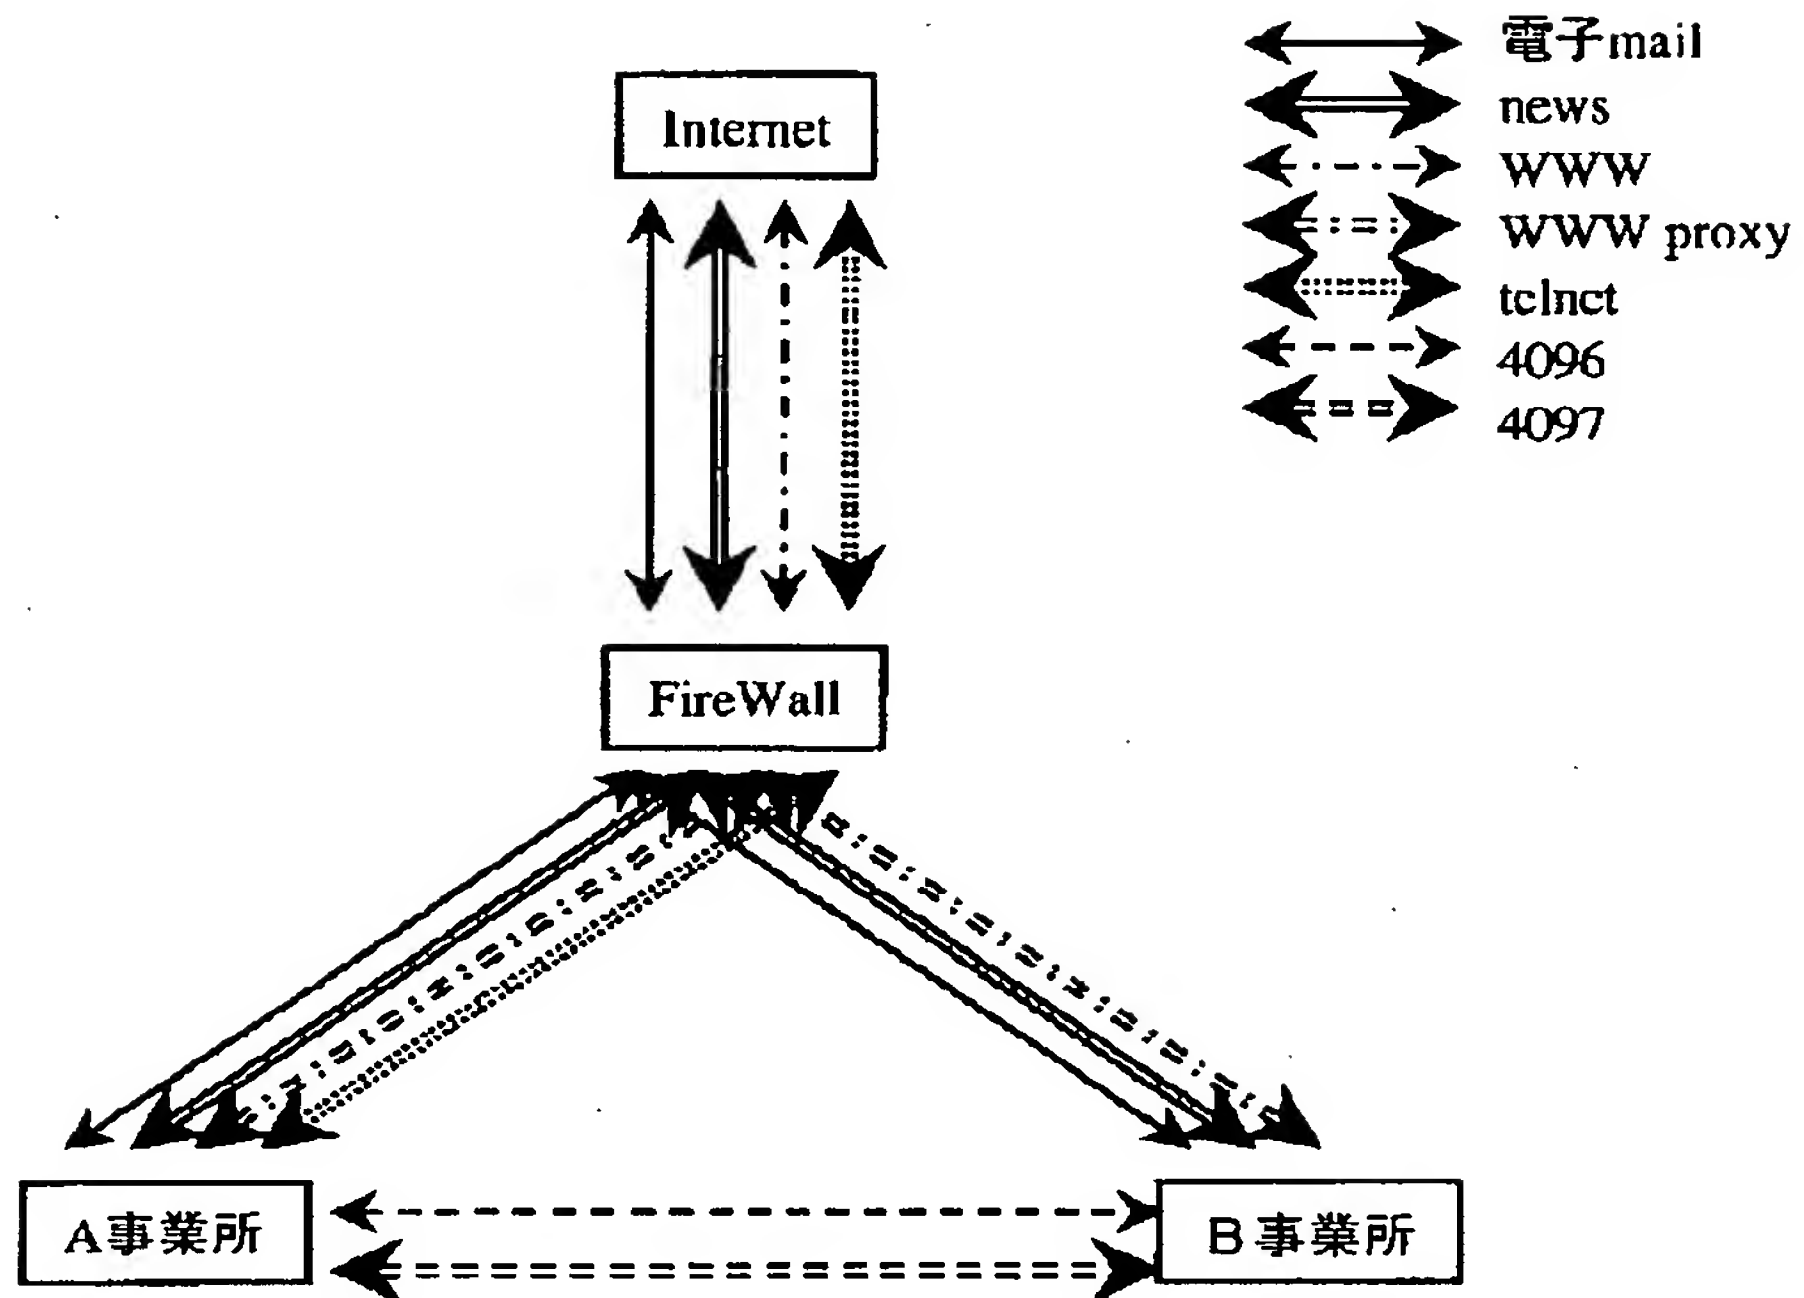 電子mail
Internet
news
WWW
WWW proxy
telnet
4096
4097
FireWall
A事業所
B事業所